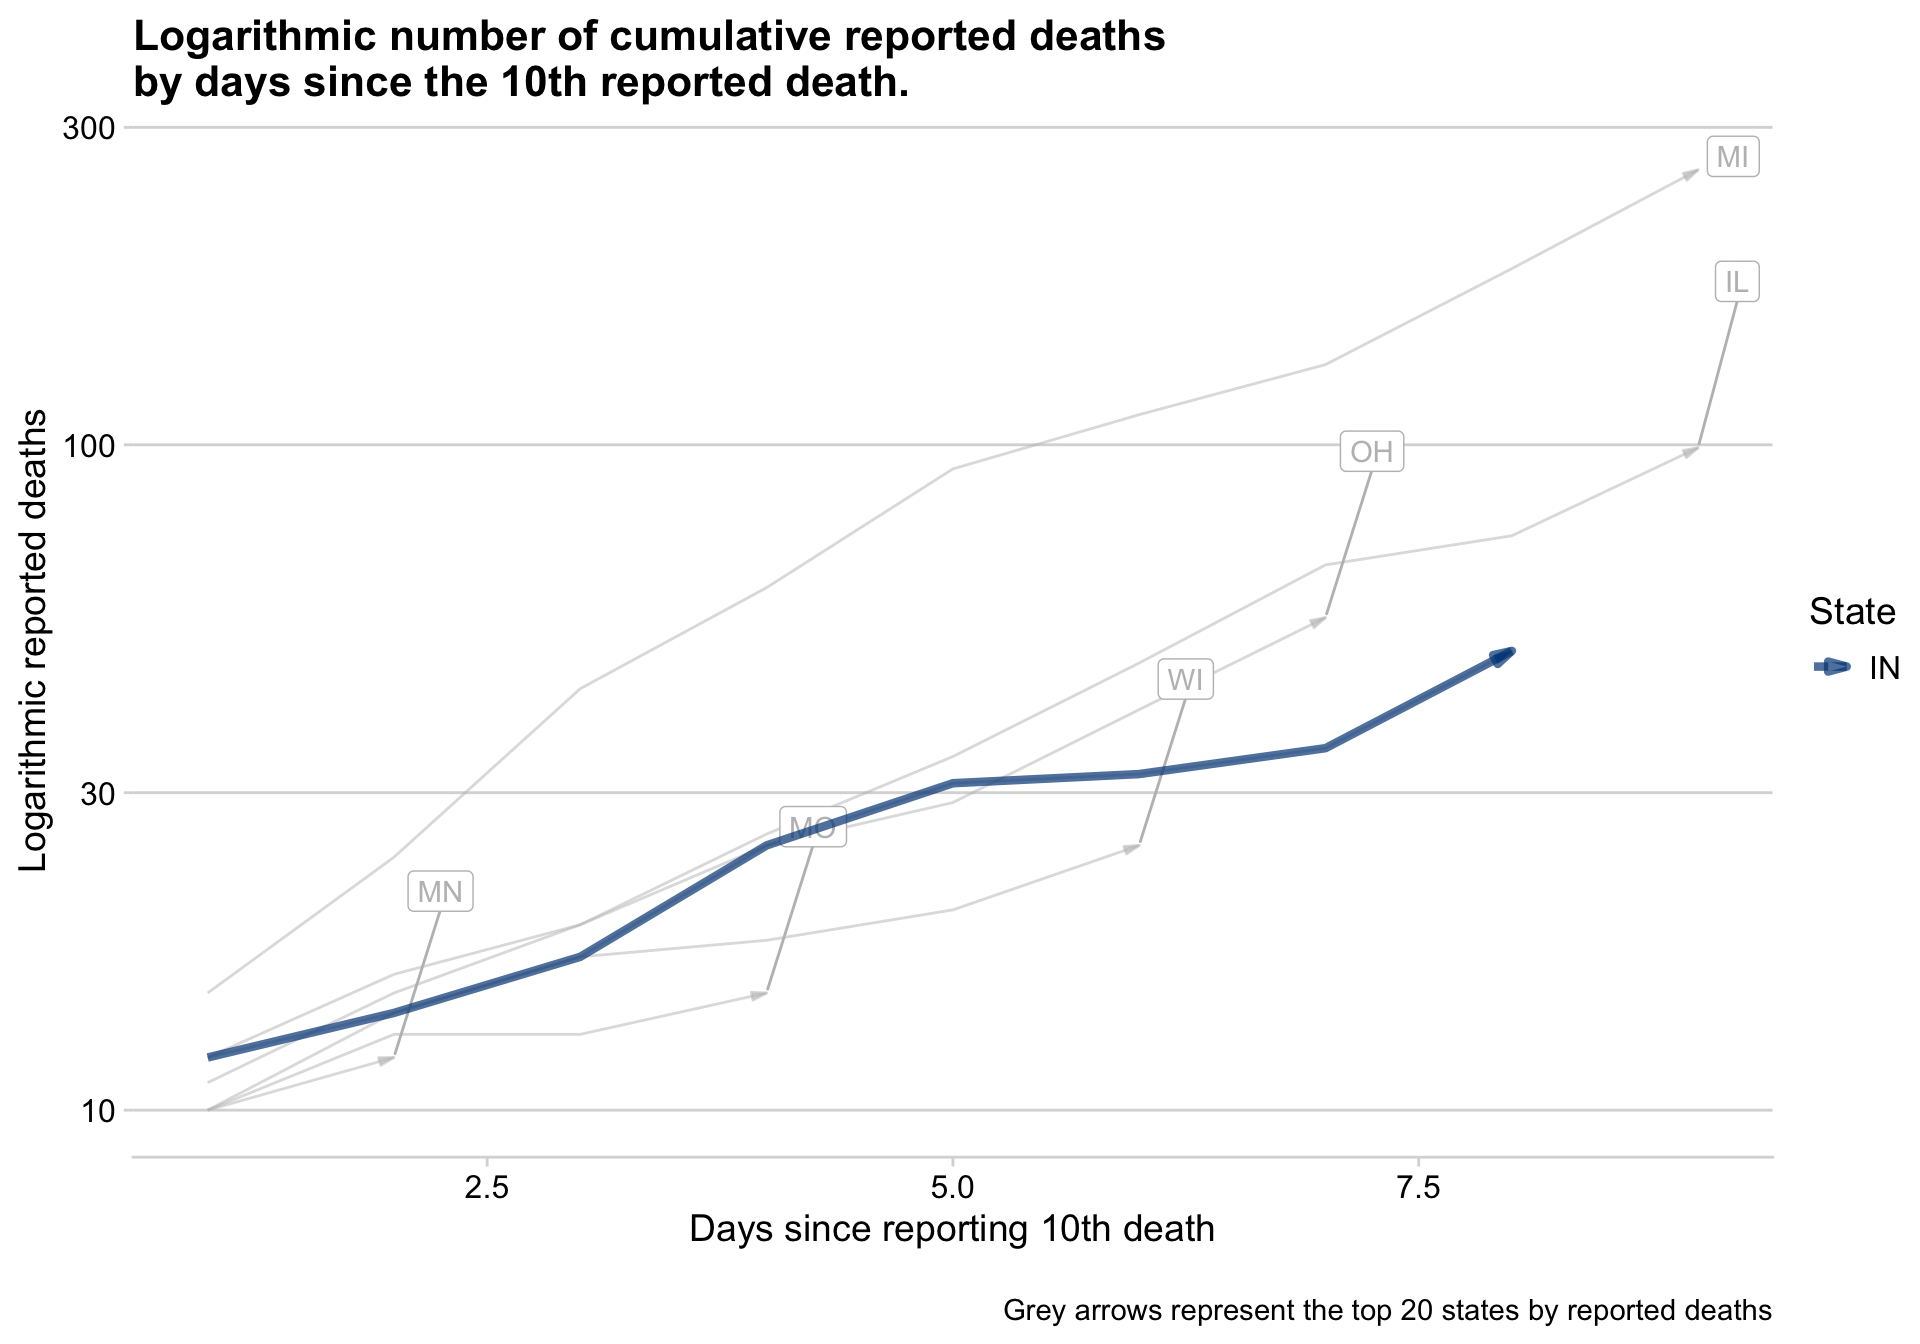 Logarithmic number of cumulative reported deaths
by days since the 10th reported death.
300
MI
IL
100
OH
State
IN
WI
30
MO
MN
10
Logarithmic reported deaths
2.5
5.0
7.5
Days since reporting 10th death
Grey arrows represent the top 20 states by reported deaths